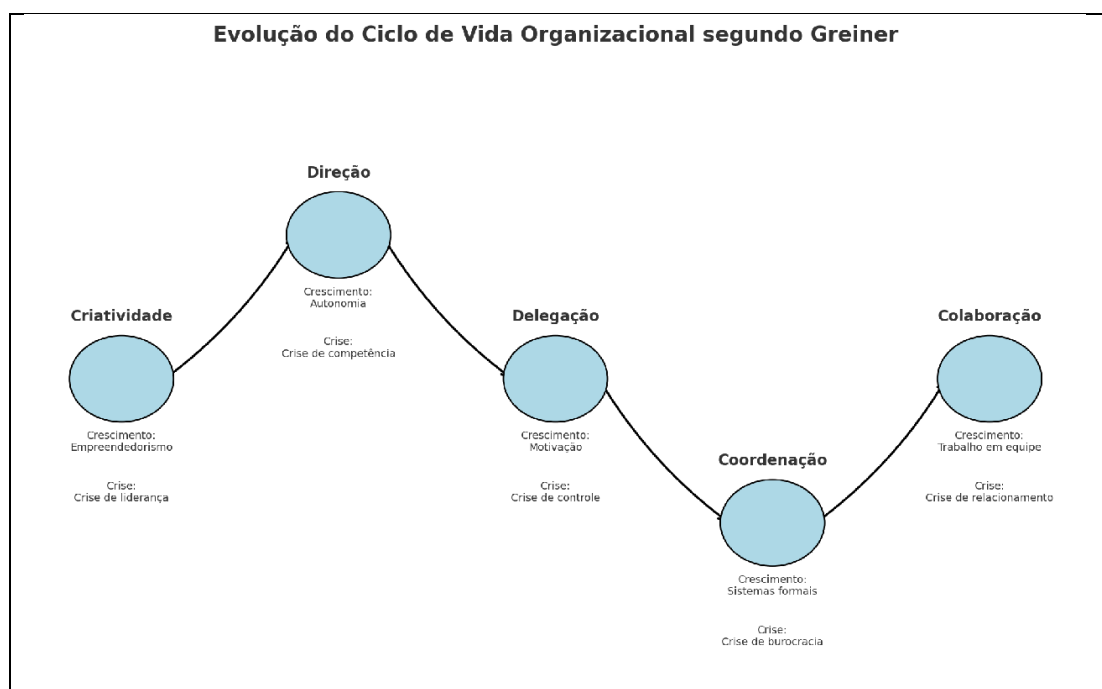 Evolução do Ciclo de Vida Organizacional segundo Greiner
Direção
Crescimento:
Autonomia
Crise:
Crise de competência
Criatividade
Crescimento:
Empreendedorismo
Crise:
Crise de liderança
Delegação
Crescimento:
Motivação
Crise:
Crise de controle
Coordenação
Crescimento:
Sistemas formais
Crise:
Crise de burocracia
Colaboração
Crescimento:
Trabalho em equipe
Crise:
Crise de relacionamento